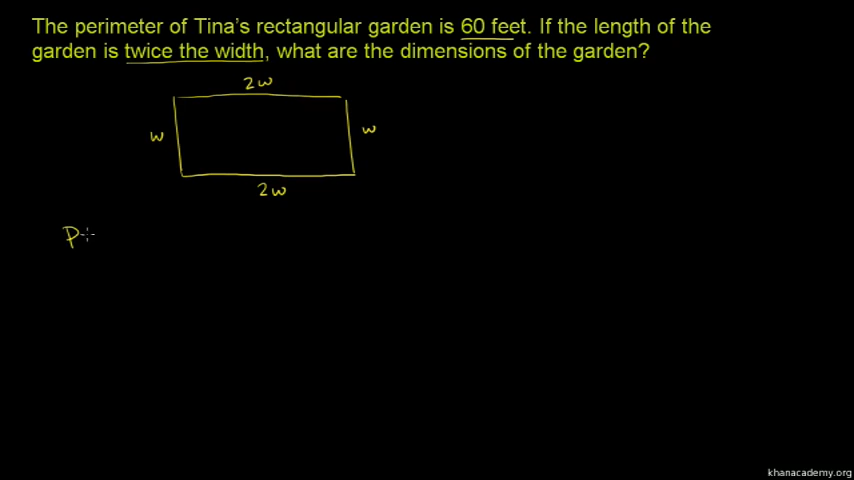 The perimeter of Tina's rectangular garden is 60 feet. If the length of the
garden is twice the width, what are the dimensions of the garden?
2w
w
w
2w
P
khanacademy.org